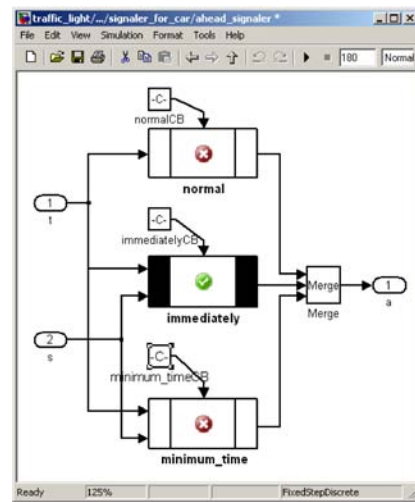 traffic_light/.../signaler_for_car/ahead_signaler *
File Edit View Simulation Format Tools Help
180 Normal
-C-
normalCB
normal
1
t
-C-
immediatelyCB
immediately
Merge
Merge
1
a
2
s
-C-
minimum_timeCB
minimum_time
Ready 125% FixedStepDiscrete